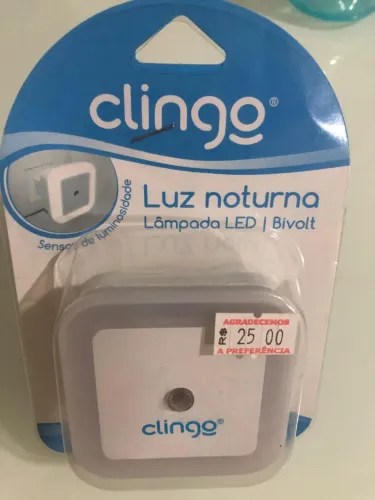 clingo®
Luz noturna
Lâmpada LED | Bivolt
Sensor de luminosidade
AGRADECEMOS
R$ 25 00
A PREFERÊNCIA
clingo®